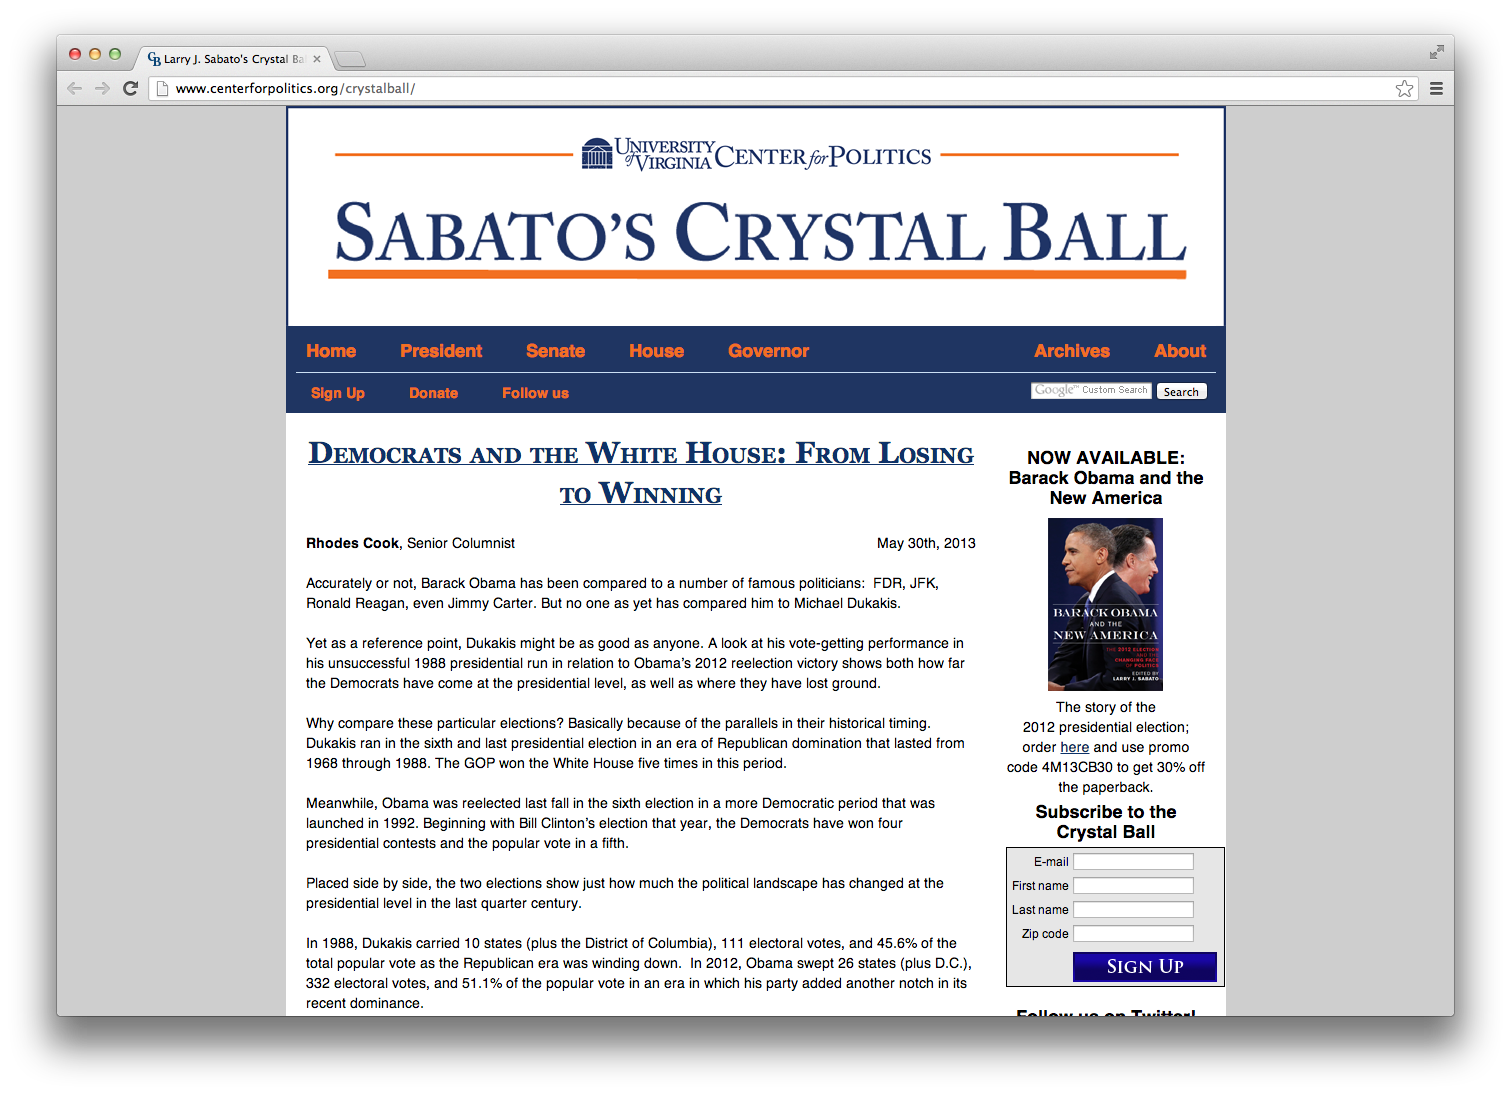 Larry J. Sabato's Crystal Ba
www.centerforpolitics.org/crystalball/
UNIVERSITY of VIRGINIA CENTER for POLITICS
SABATO'S CRYSTAL BALL
Home President Senate House Governor Archives About
Sign Up Donate Follow us Google™ Custom Search Search
DEMOCRATS AND THE WHITE HOUSE: FROM LOSING
TO WINNING
Rhodes Cook, Senior Columnist May 30th, 2013
Accurately or not, Barack Obama has been compared to a number of famous politicians:  FDR, JFK,
Ronald Reagan, even Jimmy Carter. But no one as yet has compared him to Michael Dukakis.
Yet as a reference point, Dukakis might be as good as anyone. A look at his vote-getting performance in
his unsuccessful 1988 presidential run in relation to Obama's 2012 reelection victory shows both how far
the Democrats have come at the presidential level, as well as where they have lost ground.
Why compare these particular elections? Basically because of the parallels in their historical timing.
Dukakis ran in the sixth and last presidential election in an era of Republican domination that lasted from
1968 through 1988. The GOP won the White House five times in this period.
Meanwhile, Obama was reelected last fall in the sixth election in a more Democratic period that was
launched in 1992. Beginning with Bill Clinton's election that year, the Democrats have won four
presidential contests and the popular vote in a fifth.
Placed side by side, the two elections show just how much the political landscape has changed at the
presidential level in the last quarter century.
In 1988, Dukakis carried 10 states (plus the District of Columbia), 111 electoral votes, and 45.6% of the
total popular vote as the Republican era was winding down.  In 2012, Obama swept 26 states (plus D.C.),
332 electoral votes, and 51.1% of the popular vote in an era in which his party added another notch in its
recent dominance.
NOW AVAILABLE:
Barack Obama and the
New America
BARACK OBAMA
AND THE
NEW AMERICA
THE 2012 ELECTION
AND THE
CHANGING FACE
OF POLITICS
EDITED BY
LARRY J. SABATO
The story of the
2012 presidential election;
order here and use promo
code 4M13CB30 to get 30% off
the paperback.
Subscribe to the
Crystal Ball
E-mail
First name
Last name
Zip code
SIGN UP
Follow us on Twitter!